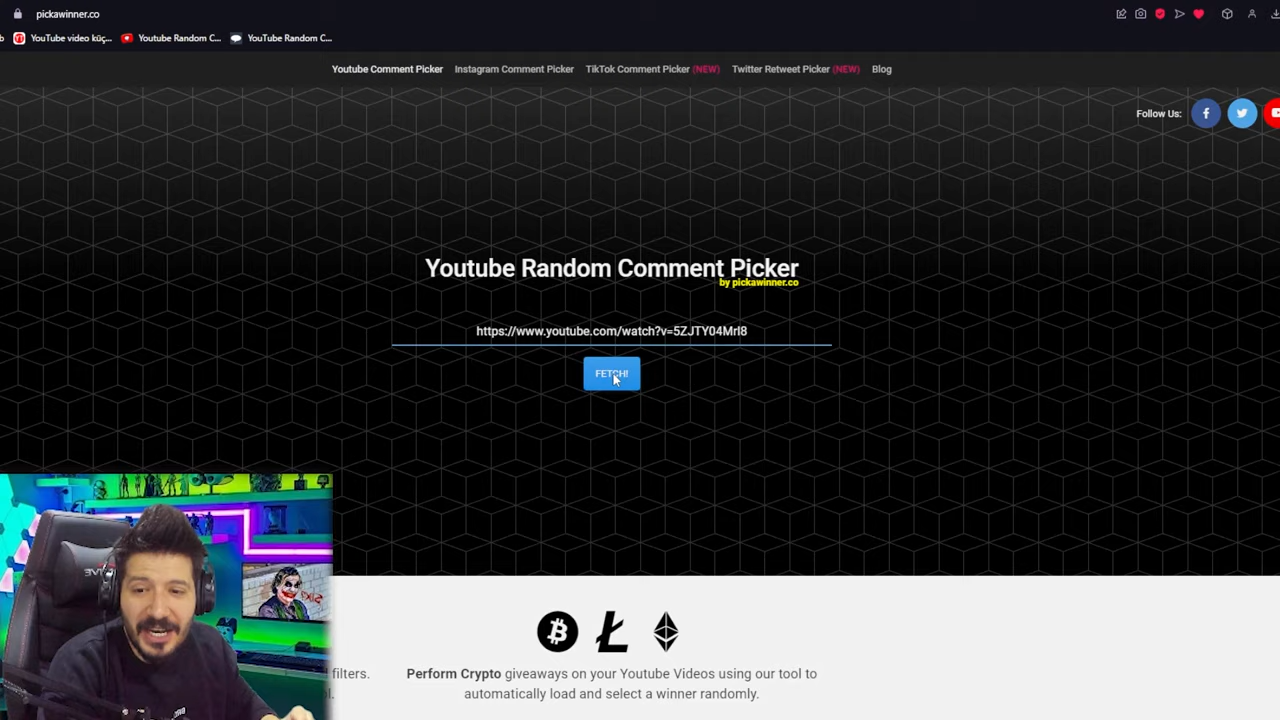 pickawinner.co
YouTube video küç...
Youtube Random C...
YouTube Random C...
Youtube Comment Picker
Instagram Comment Picker
TikTok Comment Picker (NEW)
Twitter Retweet Picker (NEW)
Blog
Follow Us:
Youtube Random Comment Picker
by pickawinner.co
https://www.youtube.com/watch?v=5ZJTY04MrI8
FETCH!
filters.
Perform Crypto giveaways on your Youtube Videos using our tool to
automatically load and select a winner randomly.